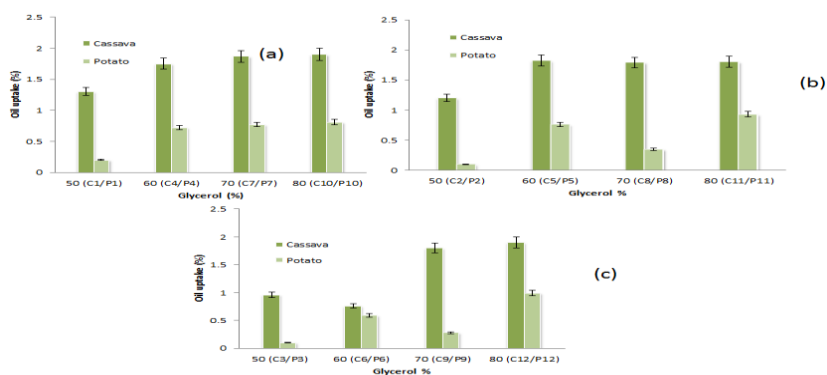 2.5
2
1.5
1
0.5
0
Oil uptake (%)
Cassava
Potato
(a)
50 (C1/P1) 60 (C4/P4) 70 (C7/P7) 80 (C10/P10)
Glycerol (%)
2.5
2
1.5
1
0.5
0
Oil uptake (%)
Cassava
Potato
(b)
50 (C2/P2) 60 (C5/P5) 70 (C8/P8) 80 (C11/P11)
Glycerol %
2.5
2
1.5
1
0.5
0
Oil uptake (%)
Cassava
Potato
(c)
50 (C3/P3) 60 (C6/P6) 70 (C9/P9) 80 (C12/P12)
Glycerol %